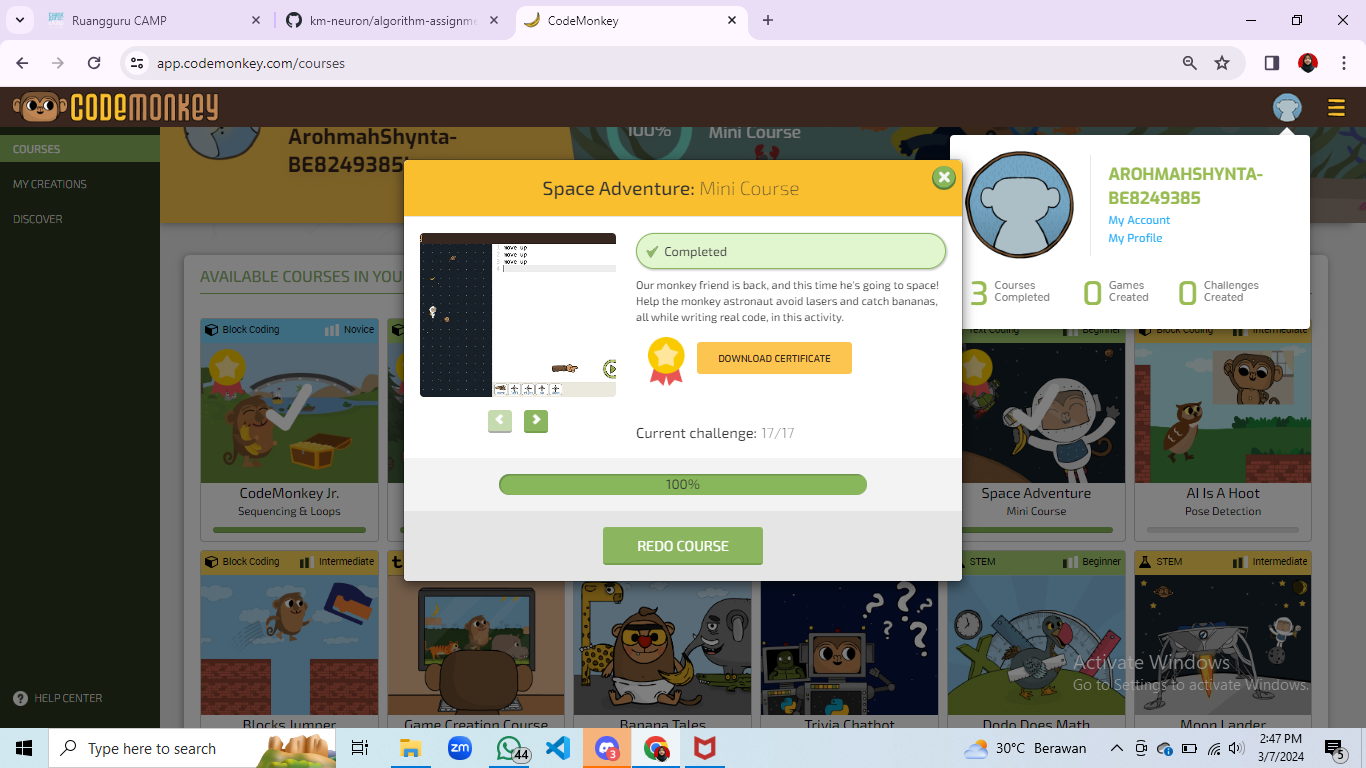 Ruangguru CAMP
km-neuron/algorithm-assignme
CodeMonkey
app.codemonkey.com/courses
CODEMONKEY
COURSES
MY CREATIONS
DISCOVER
HELP CENTER
ArohmahShynta-
BE8249385
100%
Mini Course
AROHMAHSHYNTA-
BE8249385
My Account
My Profile
3 Courses Completed
0 Games Created
0 Challenges Created
AVAILABLE COURSES IN YOU
Space Adventure: Mini Course
1 move up
2 move up
3 move up
4
Completed
Our monkey friend is back, and this time he's going to space!
Help the monkey astronaut avoid lasers and catch bananas,
all while writing real code, in this activity.
DOWNLOAD CERTIFICATE
Current challenge: 17/17
100%
REDO COURSE
Block Coding Novice
CodeMonkey Jr.
Sequencing & Loops
Text Coding Beginner
Space Adventure
Mini Course
Block Coding Intermediate
AI Is A Hoot
Pose Detection
Block Coding Intermediate
Blocks Jumper
Game Creation Course
Banana Tales
Trivia Chatbot
STEM Beginner
Dodo Does Math
STEM Intermediate
Moon Lander
Activate Windows
Go to Settings to activate Windows.
Type here to search
zm
44
3
30°C Berawan
2:47 PM
3/7/2024
5